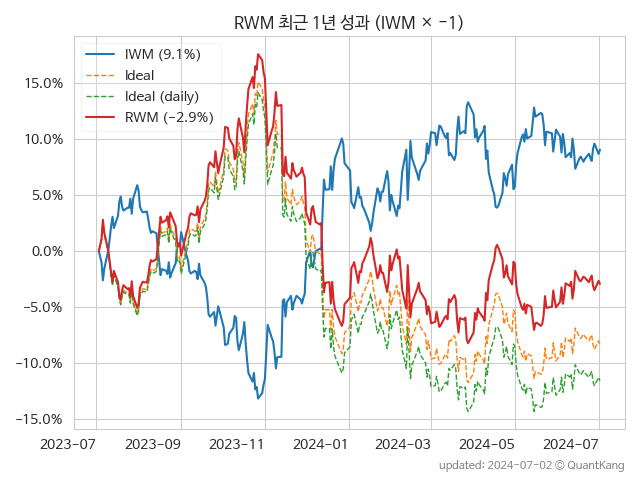 RWM 최근 1년 성과 (IWM × −1)
IWM (9.1%)
Ideal
Ideal (daily)
RWM (−2.9%)
15.0%
10.0%
5.0%
0.0%
−5.0%
−10.0%
−15.0%
2023-07 2023-09 2023-11 2024-01 2024-03 2024-05 2024-07
updated: 2024-07-02 © QuantKang